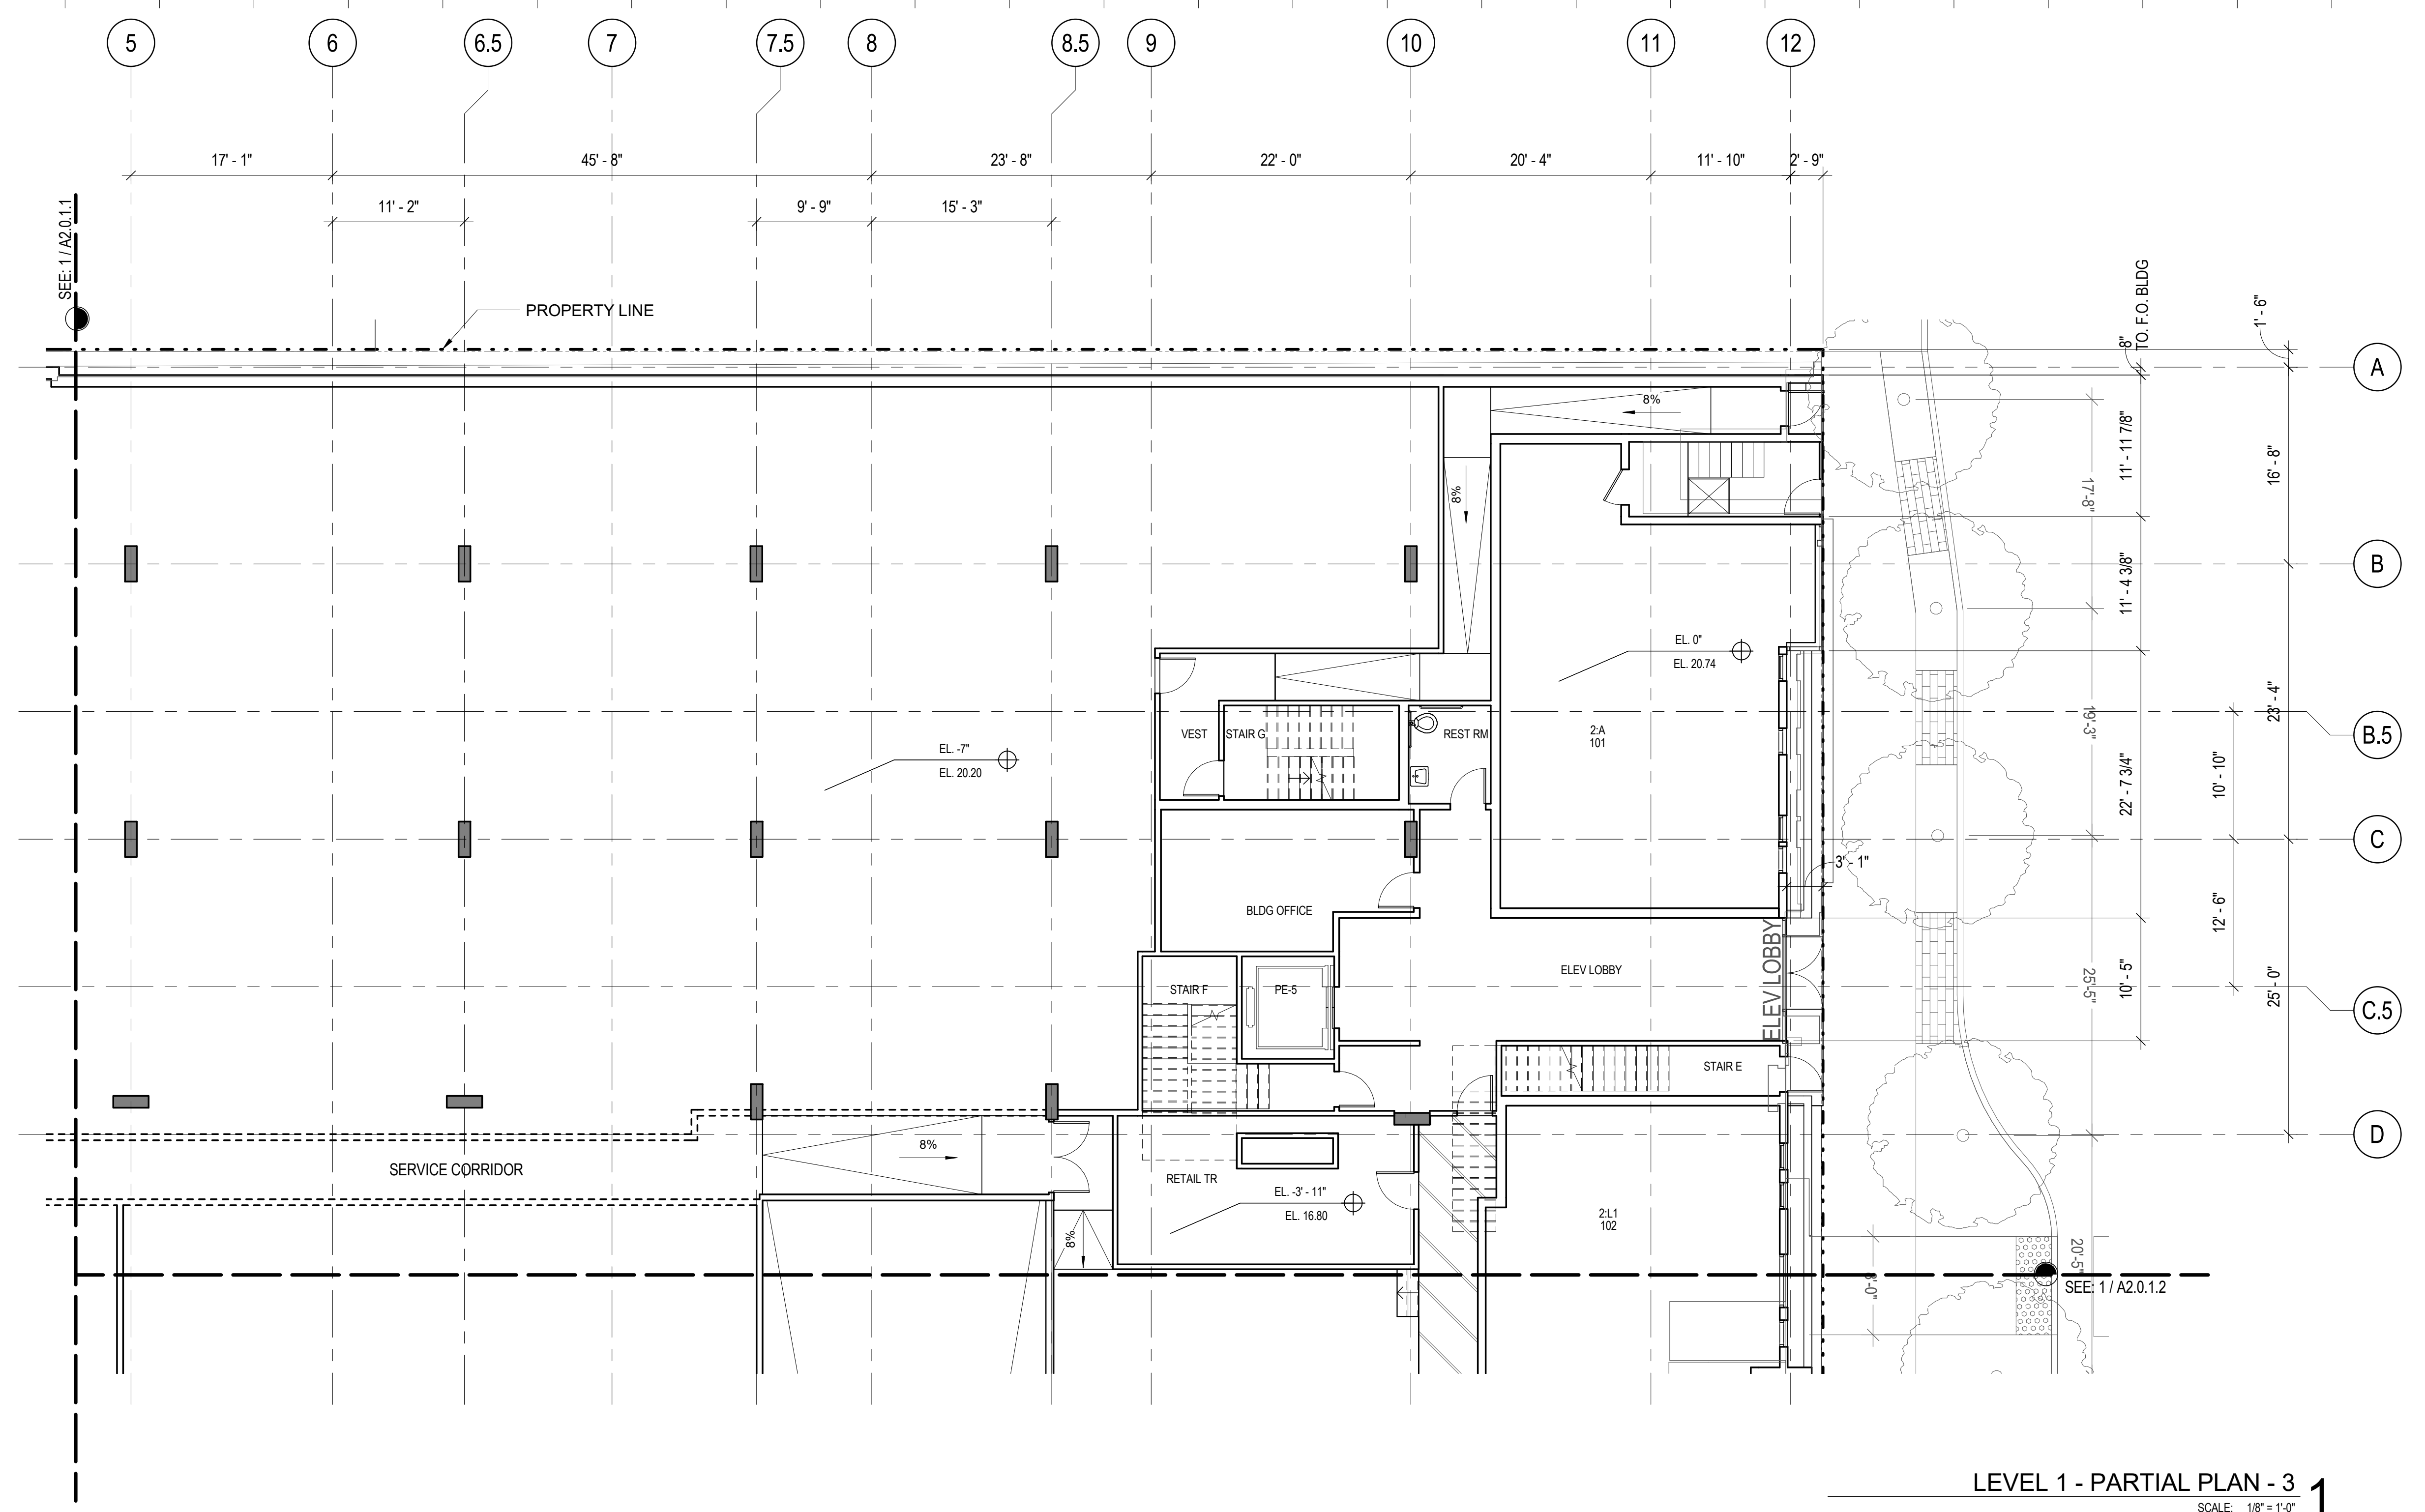 5 6 6.5 7 7.5 8 8.5 9 10 11 12
17' - 1" 45' - 8" 23' - 8" 22' - 0" 20' - 4" 11' - 10" 2' - 9"
11' - 2" 9' - 9" 15' - 3"
SEE: 1 / A2.0.1.1
PROPERTY LINE
8"
TO. F.O. BLDG
1' - 6"
A
8%
8%
11' - 11 7/8"
16' - 8"
17'-8"
B
11' - 4 3/8"
EL. 0"
EL. 20.74
EL. -7"
EL. 20.20
VEST
STAIR G
REST RM
2:A
101
19'-3"
23' - 4"
B.5
22' - 7 3/4"
10' - 10"
C
3' - 1"
12' - 6"
BLDG OFFICE
ELEV LOBBY
ELEV LOBBY
STAIR F
PE-5
25'-5"
10' - 5"
25' - 0"
C.5
STAIR E
D
8%
SERVICE CORRIDOR
RETAIL TR
EL. -3' - 11"
EL. 16.80
2:L1
102
8%
20'-5"
8'-0"
SEE: 1 / A2.0.1.2
LEVEL 1 - PARTIAL PLAN - 3
1
SCALE: 1/8" = 1'-0"